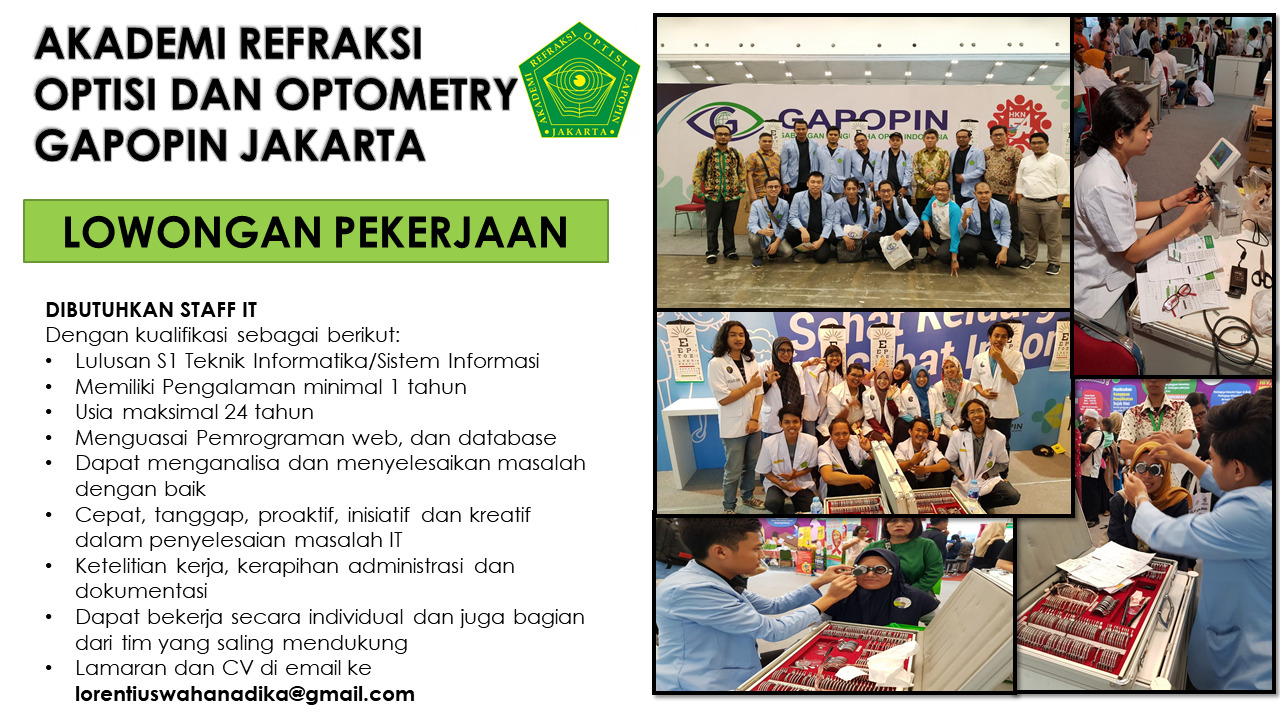 AKADEMI REFRAKSI
OPTISI DAN OPTOMETRY
GAPOPIN JAKARTA
AKADEMI REFRAKSI OPTISI GAPOPIN
• JAKARTA •
LOWONGAN PEKERJAAN
DIBUTUHKAN STAFF IT
Dengan kualifikasi sebagai berikut:
• Lulusan S1 Teknik Informatika/Sistem Informasi
• Memiliki Pengalaman minimal 1 tahun
• Usia maksimal 24 tahun
• Menguasai Pemrograman web, dan database
• Dapat menganalisa dan menyelesaikan masalah
dengan baik
• Cepat, tanggap, proaktif, inisiatif dan kreatif
dalam penyelesaian masalah IT
• Ketelitian kerja, kerapihan administrasi dan
dokumentasi
• Dapat bekerja secara individual dan juga bagian
dari tim yang saling mendukung
• Lamaran dan CV di email ke
lorentiuswahanadika@gmail.com
G GAPOPIN
HKN
54
Sehat Keluarg